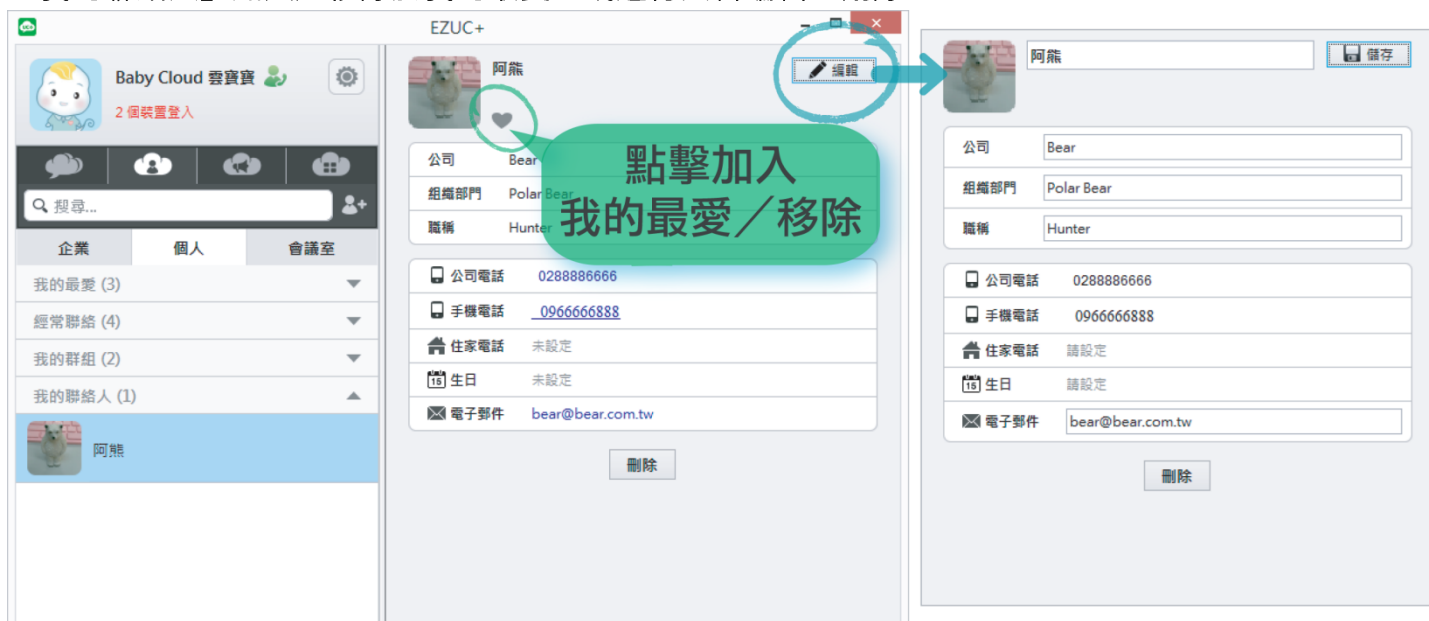 EZUC+
Baby Cloud 雲寶寶
2 個裝置登入
搜尋...
企業 個人 會議室
我的最愛 (3)
經常聯絡 (4)
我的群組 (2)
我的聯絡人 (1)
阿熊
阿熊
編輯
點擊加入
我的最愛／移除
公司 Bear
組織部門 Polar Bear
職稱 Hunter
公司電話 0288886666
手機電話 0966666888
住家電話 未設定
15 生日 未設定
電子郵件 bear@bear.com.tw
刪除
阿熊
儲存
公司 Bear
組織部門 Polar Bear
職稱 Hunter
公司電話 0288886666
手機電話 0966666888
住家電話 請設定
15 生日 請設定
電子郵件 bear@bear.com.tw
刪除